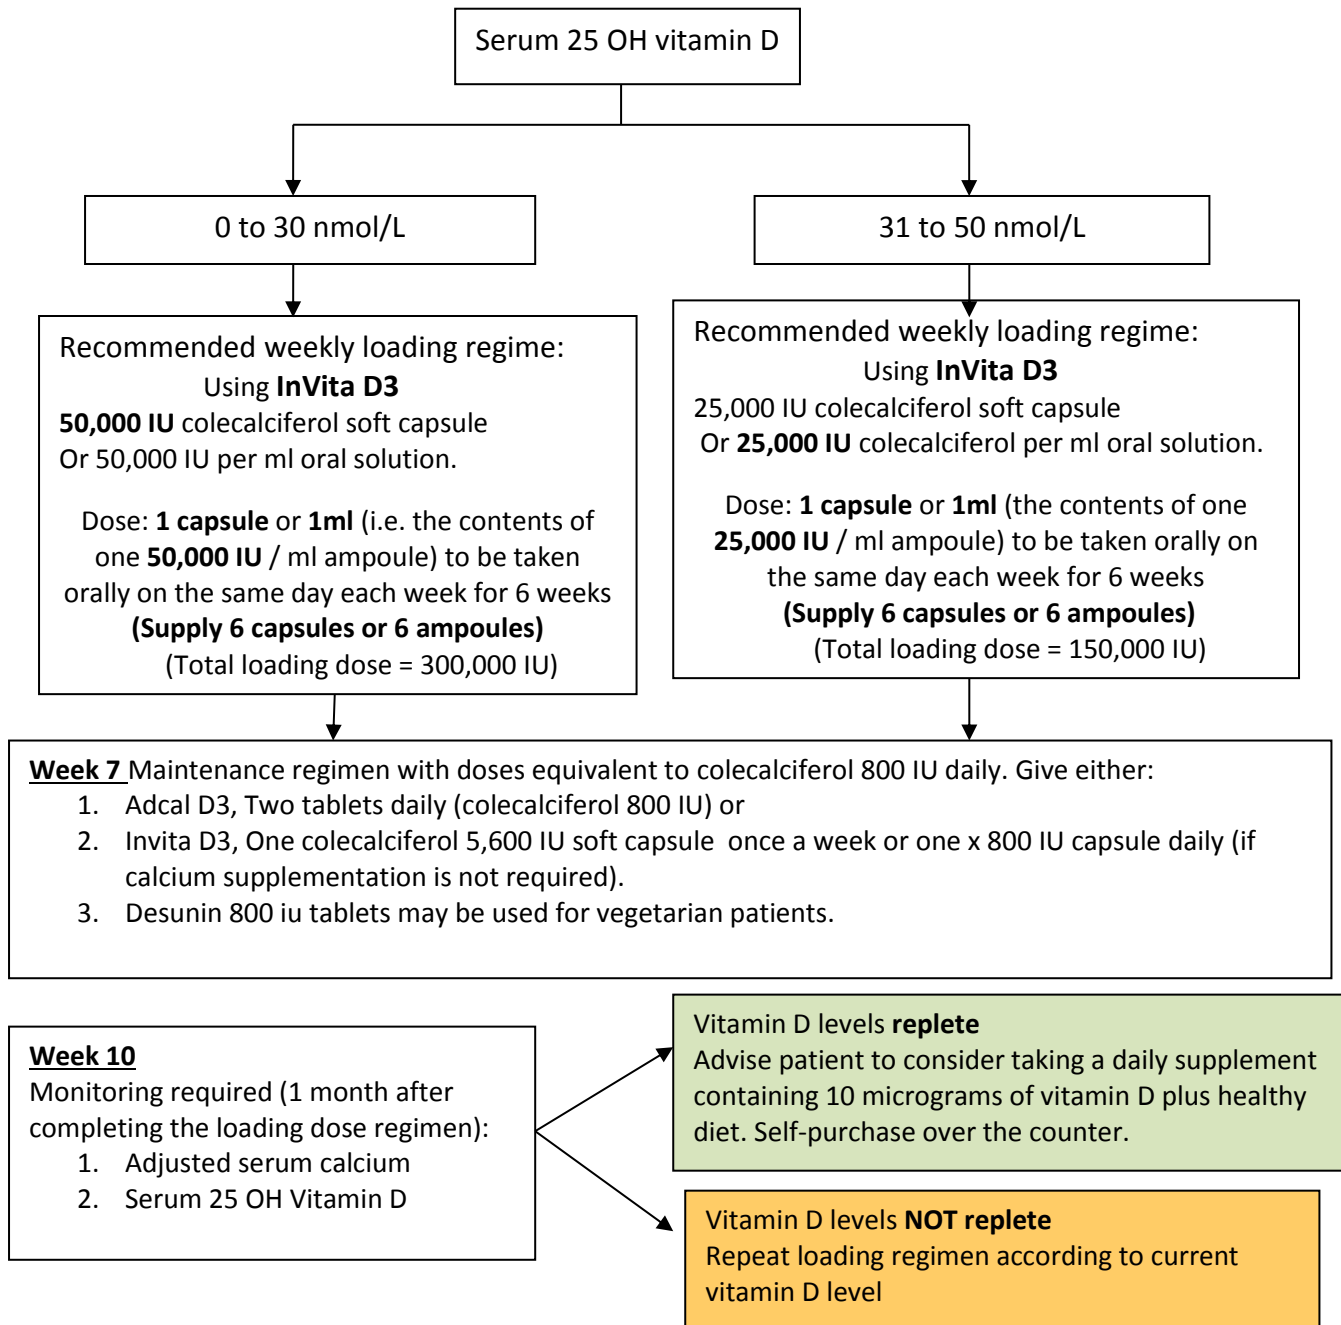 Serum 25 OH vitamin D
0 to 30 nmol/L
31 to 50 nmol/L
Recommended weekly loading regime:
Using InVita D3
50,000 IU colecalciferol soft capsule
Or 50,000 IU per ml oral solution.
Dose: 1 capsule or 1ml (i.e. the contents of
one 50,000 IU / ml ampoule) to be taken
orally on the same day each week for 6 weeks
(Supply 6 capsules or 6 ampoules)
(Total loading dose = 300,000 IU)
Recommended weekly loading regime:
Using InVita D3
25,000 IU colecalciferol soft capsule
Or 25,000 IU colecalciferol per ml oral solution.
Dose: 1 capsule or 1ml (the contents of one
25,000 IU / ml ampoule) to be taken orally on
the same day each week for 6 weeks
(Supply 6 capsules or 6 ampoules)
(Total loading dose = 150,000 IU)
Week 7 Maintenance regimen with doses equivalent to colecalciferol 800 IU daily. Give either:
1. Adcal D3, Two tablets daily (colecalciferol 800 IU) or
2. Invita D3, One colecalciferol 5,600 IU soft capsule once a week or one x 800 IU capsule daily (if
calcium supplementation is not required).
3. Desunin 800 iu tablets may be used for vegetarian patients.
Week 10
Monitoring required (1 month after
completing the loading dose regimen):
1. Adjusted serum calcium
2. Serum 25 OH Vitamin D
Vitamin D levels replete
Advise patient to consider taking a daily supplement
containing 10 micrograms of vitamin D plus healthy
diet. Self-purchase over the counter.
Vitamin D levels NOT replete
Repeat loading regimen according to current
vitamin D level